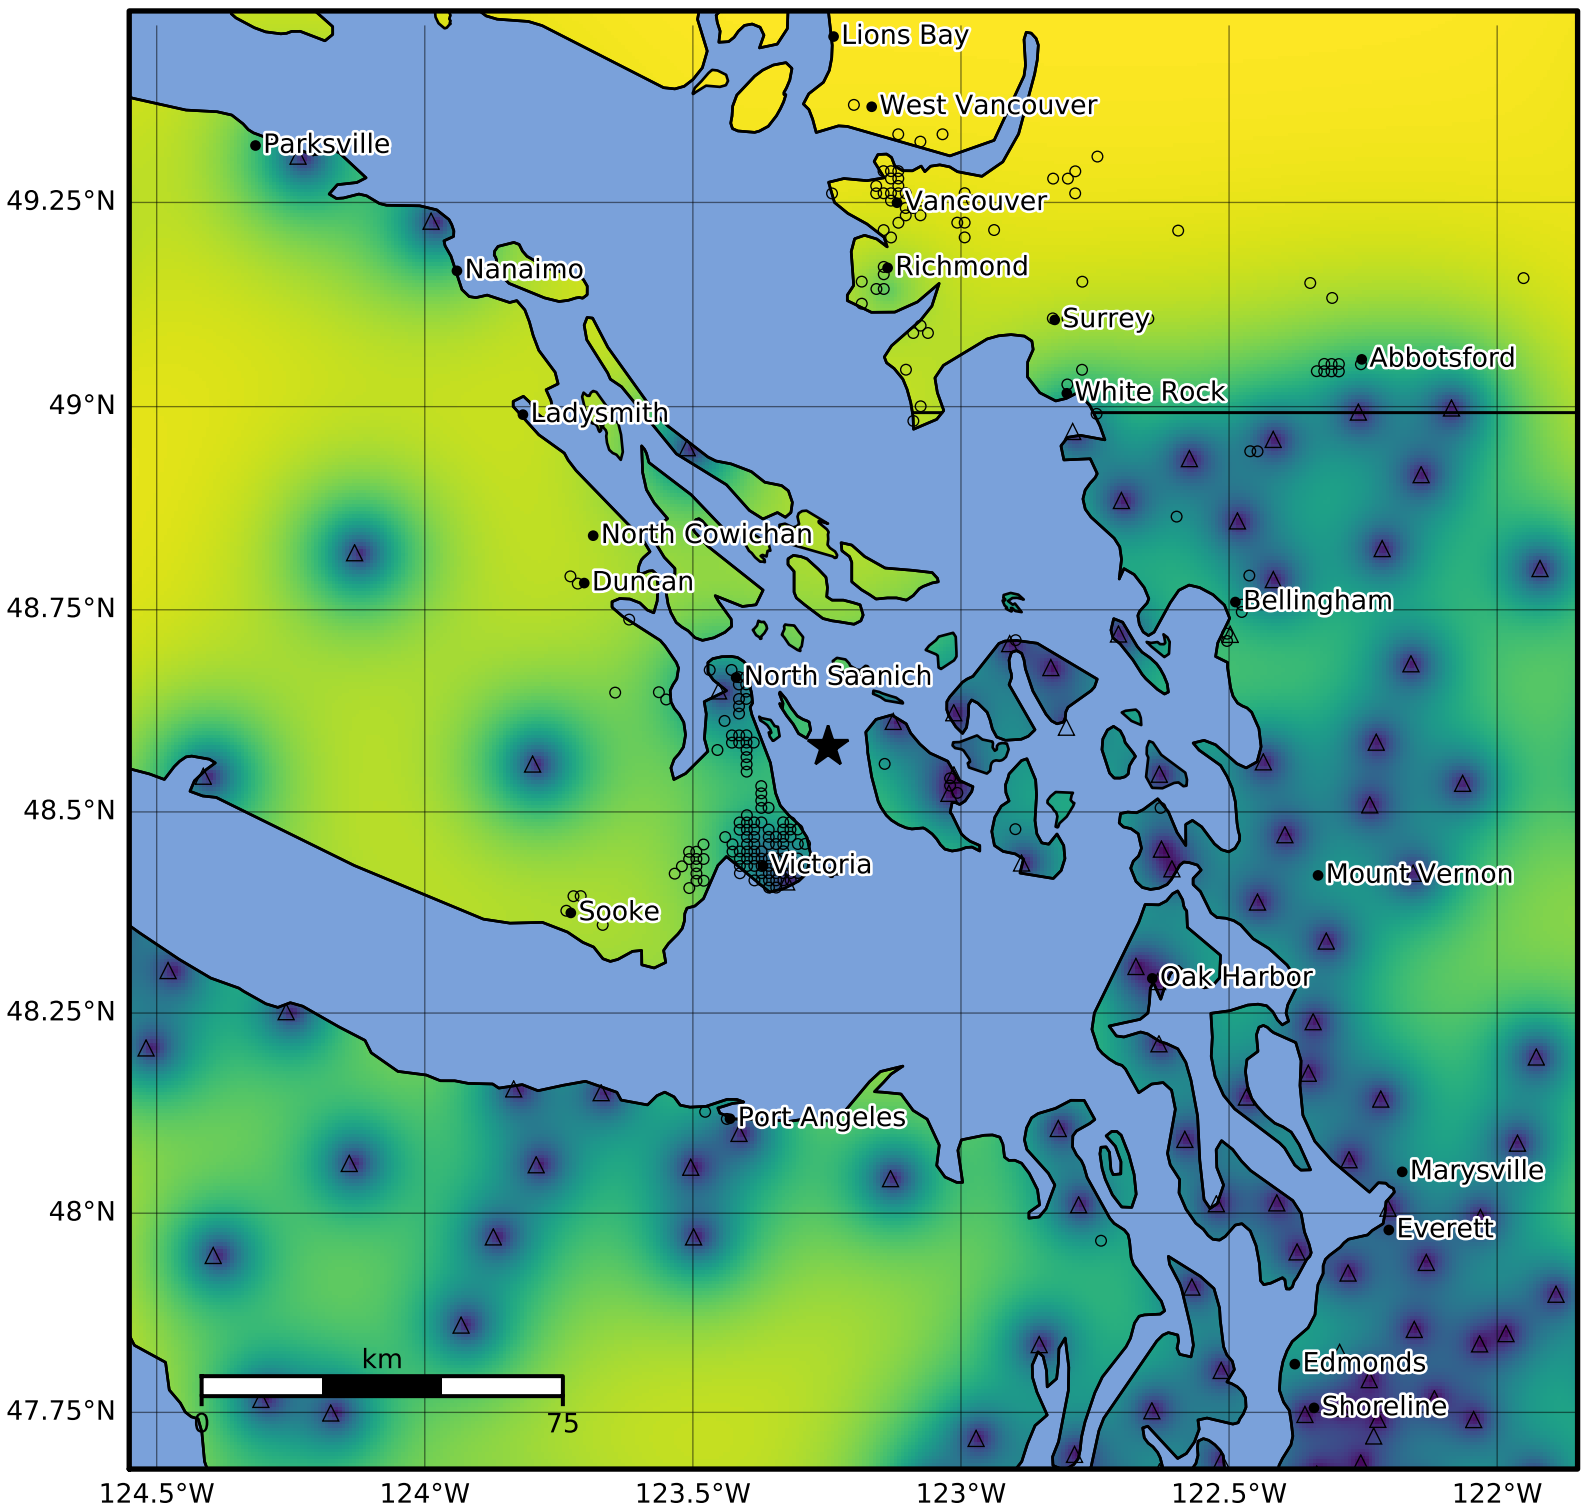 Lions Bay
West Vancouver
Parksville
49.25°N
Vancouver
Nanaimo
Richmond
Surrey
Abbotsford
White Rock
49°N
Ladysmith
North Cowichan
Duncan
48.75°N
Bellingham
North Saanich
48.5°N
Victoria
Mount Vernon
Sooke
Oak Harbor
48.25°N
Port Angeles
Marysville
48°N
Everett
km
Edmonds
Shoreline
47.75°N
0 75
124.5°W 124°W 123.5°W 123°W 122.5°W 122°W